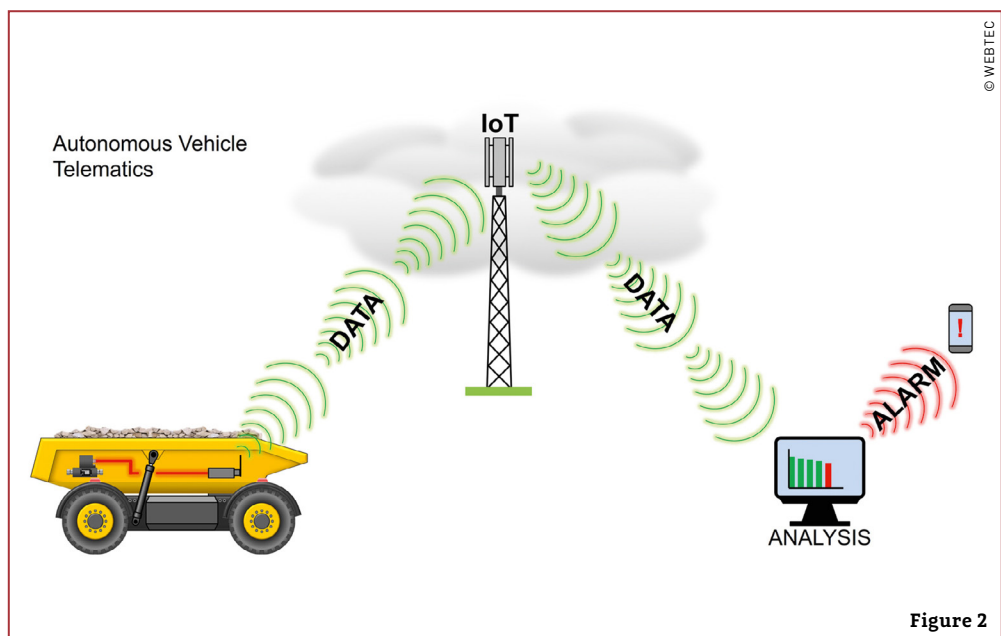 © WEBTEC
Autonomous Vehicle
Telematics
IoT
DATA
DATA
ALARM
!
ANALYSIS
Figure 2